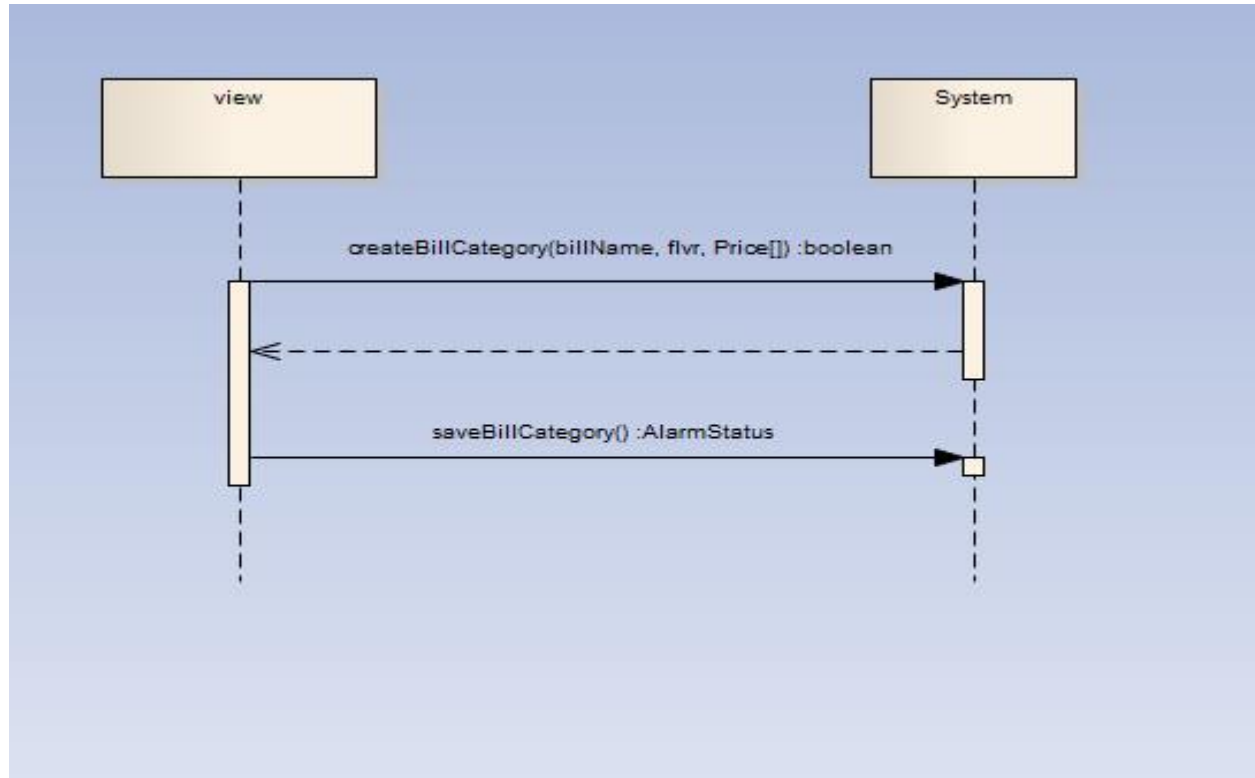 view
System
createBillCategory(billName, flvr, Price[]) :boolean
saveBillCategory() :AlarmStatus